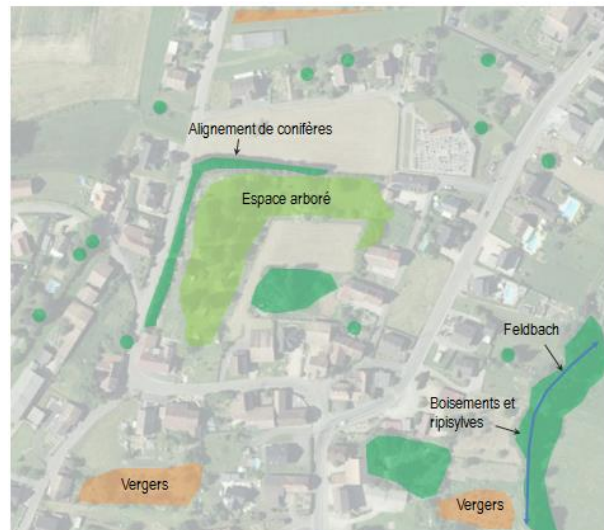 Alignement de conifères
Espace arboré
Feldbach
Boisements et
ripisylves
Vergers
Vergers